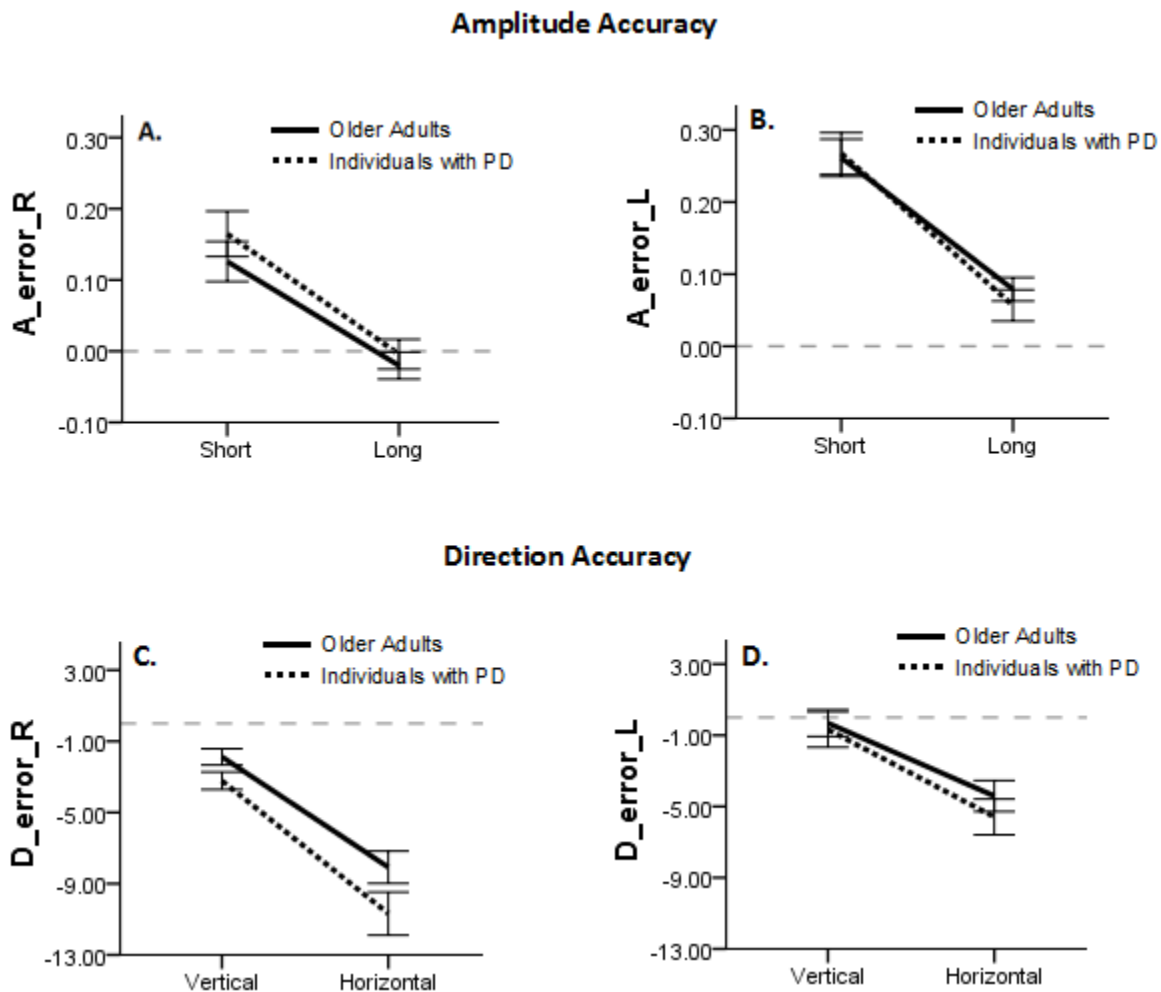 Amplitude Accuracy
A.
Older Adults
Individuals with PD
A_error_R
0.30
0.20
0.10
0.00
-0.10
Short
Long
B.
Older Adults
Individuals with PD
A_error_L
0.30
0.20
0.10
0.00
-0.10
Short
Long
Direction Accuracy
C.
Older Adults
Individuals with PD
D_error_R
3.00
-1.00
-5.00
-9.00
-13.00
Vertical
Horizontal
D.
Older Adults
Individuals with PD
D_error_L
3.00
-1.00
-5.00
-9.00
-13.00
Vertical
Horizontal